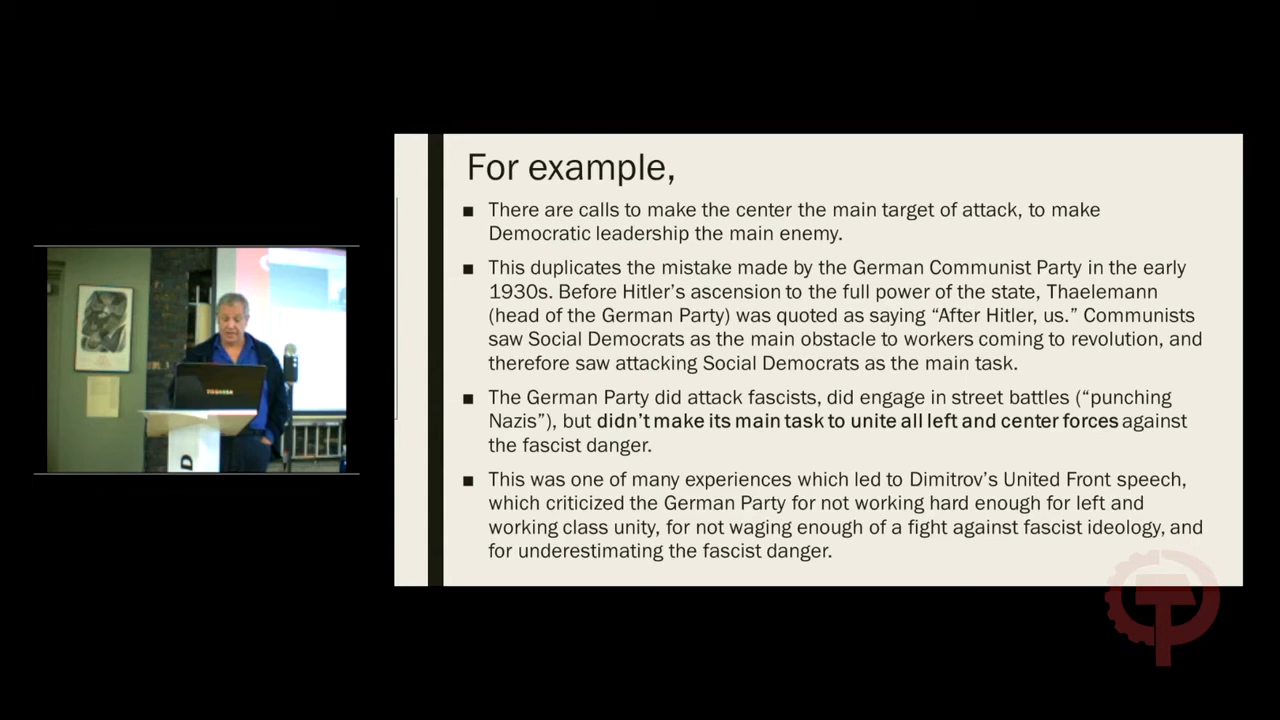 For example,
■ There are calls to make the center the main target of attack, to make
Democratic leadership the main enemy.
■ This duplicates the mistake made by the German Communist Party in the early
1930s. Before Hitler’s ascension to the full power of the state, Thaelemann
(head of the German Party) was quoted as saying “After Hitler, us.” Communists
saw Social Democrats as the main obstacle to workers coming to revolution, and
therefore saw attacking Social Democrats as the main task.
■ The German Party did attack fascists, did engage in street battles (“punching
Nazis”), but didn’t make its main task to unite all left and center forces against
the fascist danger.
■ This was one of many experiences which led to Dimitrov’s United Front speech,
which criticized the German Party for not working hard enough for left and
working class unity, for not waging enough of a fight against fascist ideology, and
for underestimating the fascist danger.
TOSHIBA